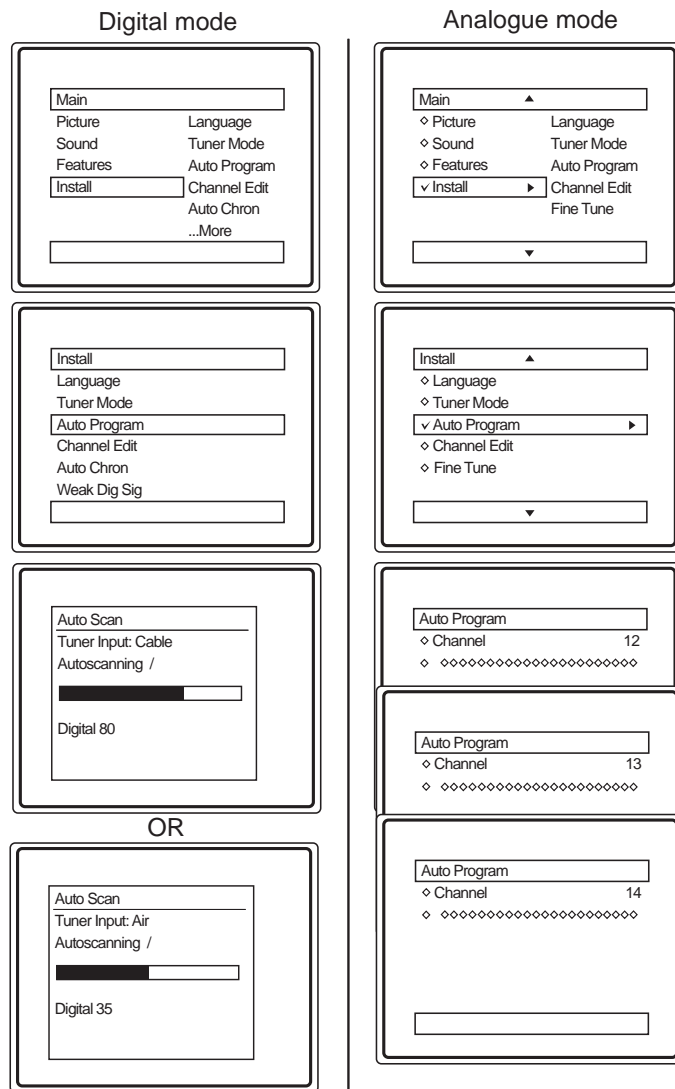 Digital mode
Main
Picture Language
Sound Tuner Mode
Features Auto Program
Install Channel Edit
Auto Chron
...More
Install
Language
Tuner Mode
Auto Program
Channel Edit
Auto Chron
Weak Dig Sig
Auto Scan
Tuner Input: Cable
Autoscanning /
Digital 80
OR
Auto Scan
Tuner Input: Air
Autoscanning /
Digital 35
Analogue mode
Main
Picture Language
Sound Tuner Mode
Features Auto Program
Install Channel Edit
Fine Tune
Install
Language
Tuner Mode
Auto Program
Channel Edit
Fine Tune
Auto Program
Channel 12
Auto Program
Channel 13
Auto Program
Channel 14